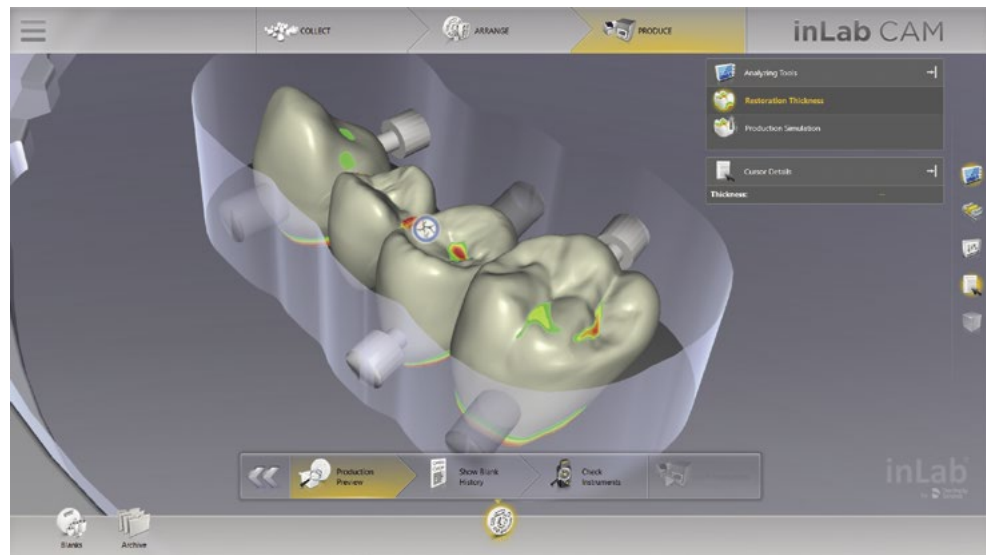 COLLECT
ARRANGE
PRODUCE
inLab CAM
Analyzing Tools
Restoration Thickness
Production Simulation
Cursor Details
Thickness: --
Production
Preview
Show Blank
History
Check
Instruments
inLab
Blanks
Archive